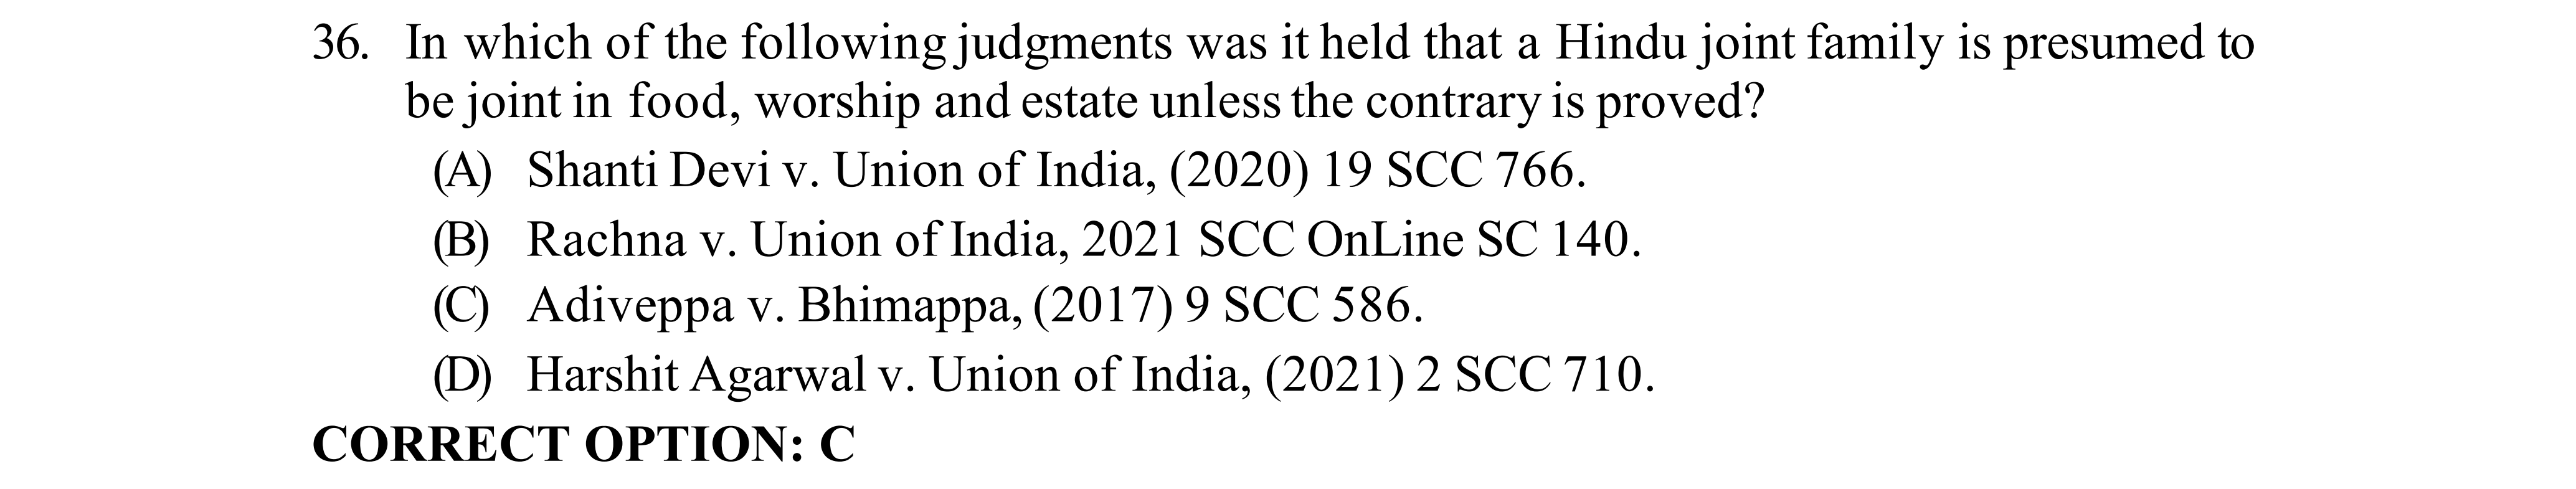 36. In which of the following judgments was it held that a Hindu joint family is presumed to
be joint in food, worship and estate unless the contrary is proved?
(A) Shanti Devi v. Union of India, (2020) 19 SCC 766.
(B) Rachna v. Union of India, 2021 SCC OnLine SC 140.
(C) Adiveppa v. Bhimappa, (2017) 9 SCC 586.
(D) Harshit Agarwal v. Union of India, (2021) 2 SCC 710.
CORRECT OPTION: C